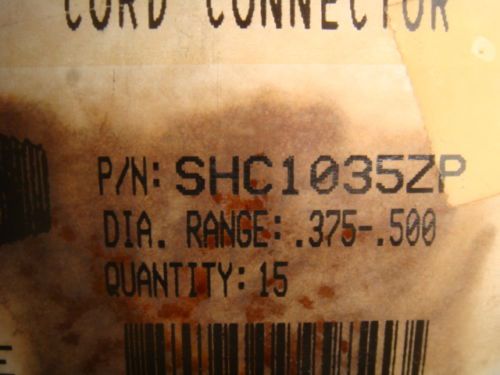 CORD CONNECTOR
P/N: SHC1035ZP
DIA. RANGE: .375-.500
QUANTITY: 15